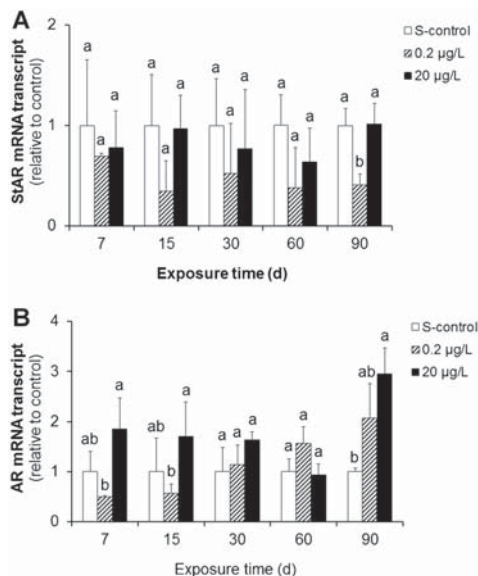 A
StAR mRNA transcript
(relative to control)
2
1
0
a
a
a
a
a
a
a
a
a
a
a
a
a
b
a
7
15
30
60
90
Exposure time (d)
S-control
0.2 µg/L
20 µg/L
B
AR mRNA transcript
(relative to control)
4
3
2
1
0
ab
b
a
ab
b
a
a
a
a
a
a
a
b
ab
a
7
15
30
60
90
Exposure time (d)
S-control
0.2 µg/L
20 µg/L